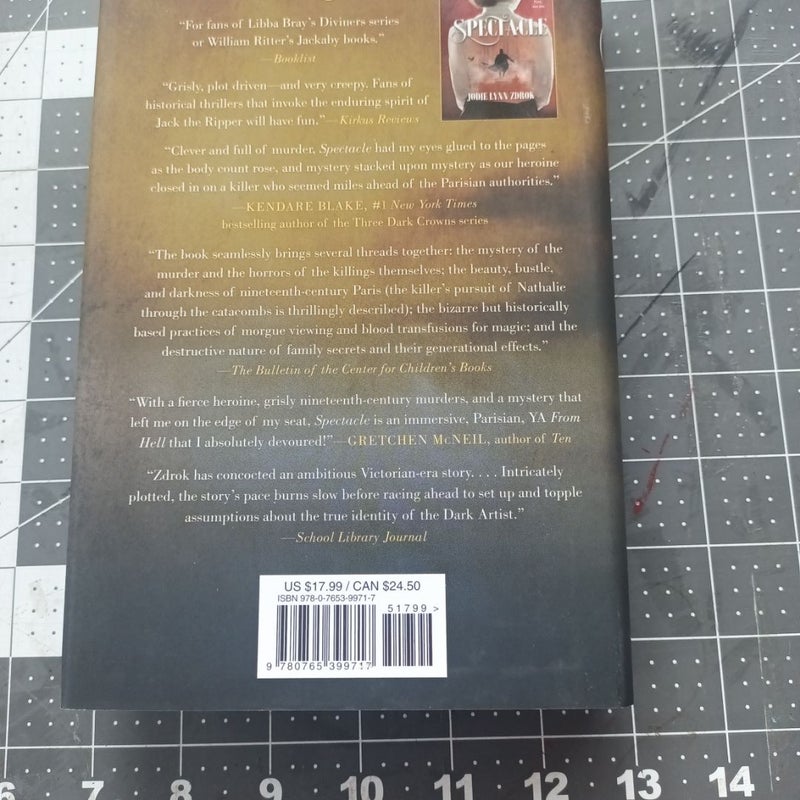 SPECTACLE
JODIE LYNN ZDROK
“For fans of Libba Bray’s Diviners series
or William Ritter’s Jackaby books.”
—Booklist
“Grisly, plot driven—and very creepy. Fans of
historical thrillers that invoke the enduring spirit of
Jack the Ripper will have fun.”—Kirkus Reviews
“Clever and full of murder, Spectacle had my eyes glued to the pages
as the body count rose, and mystery stacked upon mystery as our heroine
closed in on a killer who seemed miles ahead of the Parisian authorities.”
—KENDARE BLAKE, #1 New York Times
bestselling author of the Three Dark Crowns series
“The book seamlessly brings several threads together: the mystery of the
murder and the horrors of the killings themselves; the beauty, bustle,
and darkness of nineteenth-century Paris (the killer’s pursuit of Nathalie
through the catacombs is thrillingly described); the bizarre but historically
based practices of morgue viewing and blood transfusions for magic; and the
destructive nature of family secrets and their generational effects.”
—The Bulletin of the Center for Children’s Books
“With a fierce heroine, grisly nineteenth-century murders, and a mystery that
left me on the edge of my seat, Spectacle is an immersive, Parisian, YA From
Hell that I absolutely devoured!”—GRETCHEN McNEIL, author of Ten
“Zdrok has concocted an ambitious Victorian-era story. . . . Intricately
plotted, the story’s pace burns slow before racing ahead to set up and topple
assumptions about the true identity of the Dark Artist.”
—School Library Journal
US $17.99 / CAN $24.50
ISBN 978-0-7653-9971-7
51799 >
9 780765 399717
6 7 8 9 10 11 12 13 14